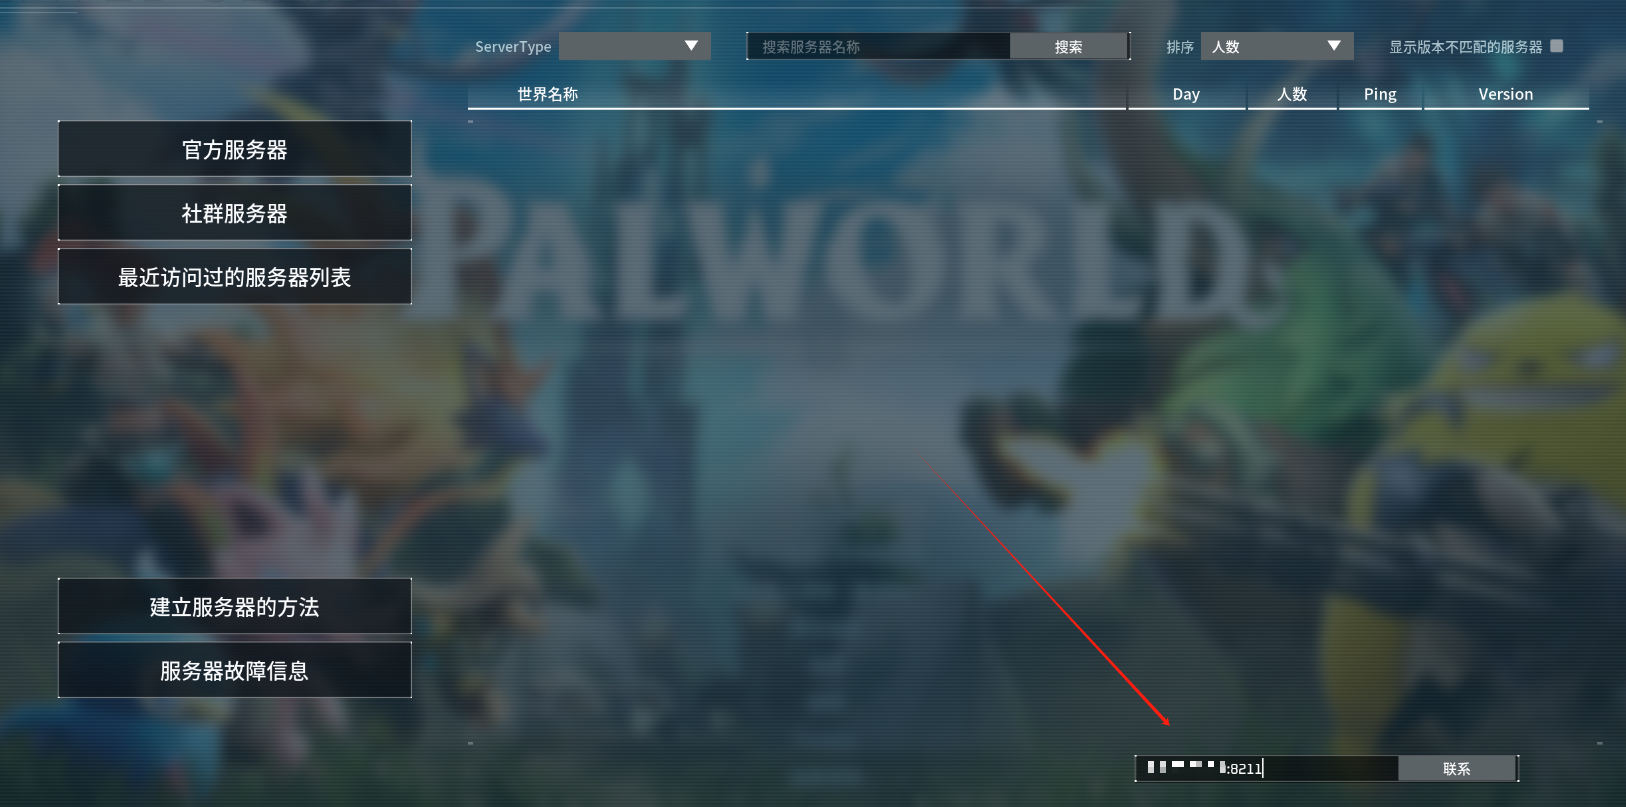 ServerType
搜索服务器名称 搜索
排序 人数
显示版本不匹配的服务器
世界名称 Day 人数 Ping Version
官方服务器
社群服务器
最近访问过的服务器列表
PALWORLD
建立服务器的方法
服务器故障信息
:8211 联系